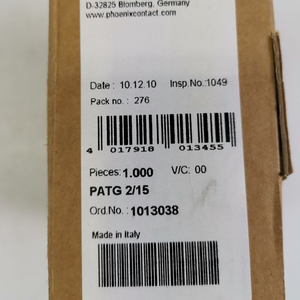 D-32825 Blomberg, Germany
www.phoenixcontact.com
Date : 10.12.10 Insp.No.:1049
Pack no. : 276
4 017918 013455
Pieces: 1.000 V/C: 00
PATG 2/15
Ord.No.: 1013038
Made in Italy